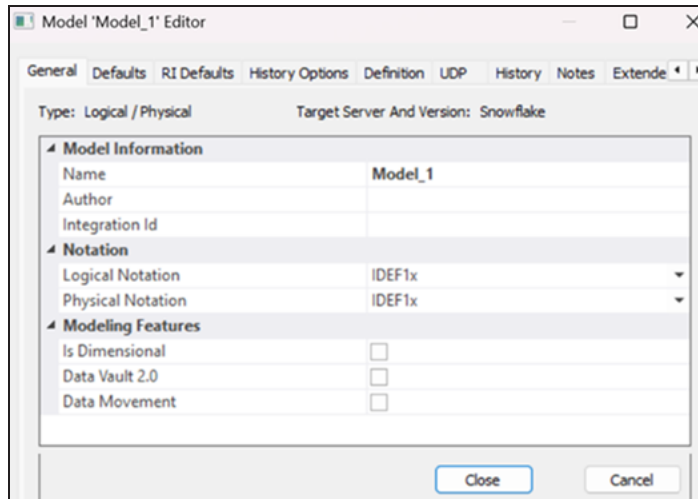 Model 'Model_1' Editor
General Defaults RI Defaults History Options Definition UDP History Notes Extende
Type: Logical / Physical Target Server And Version: Snowflake
Model Information
Name Model_1
Author
Integration Id
Notation
Logical Notation IDEF1x
Physical Notation IDEF1x
Modeling Features
Is Dimensional
Data Vault 2.0
Data Movement
Close Cancel